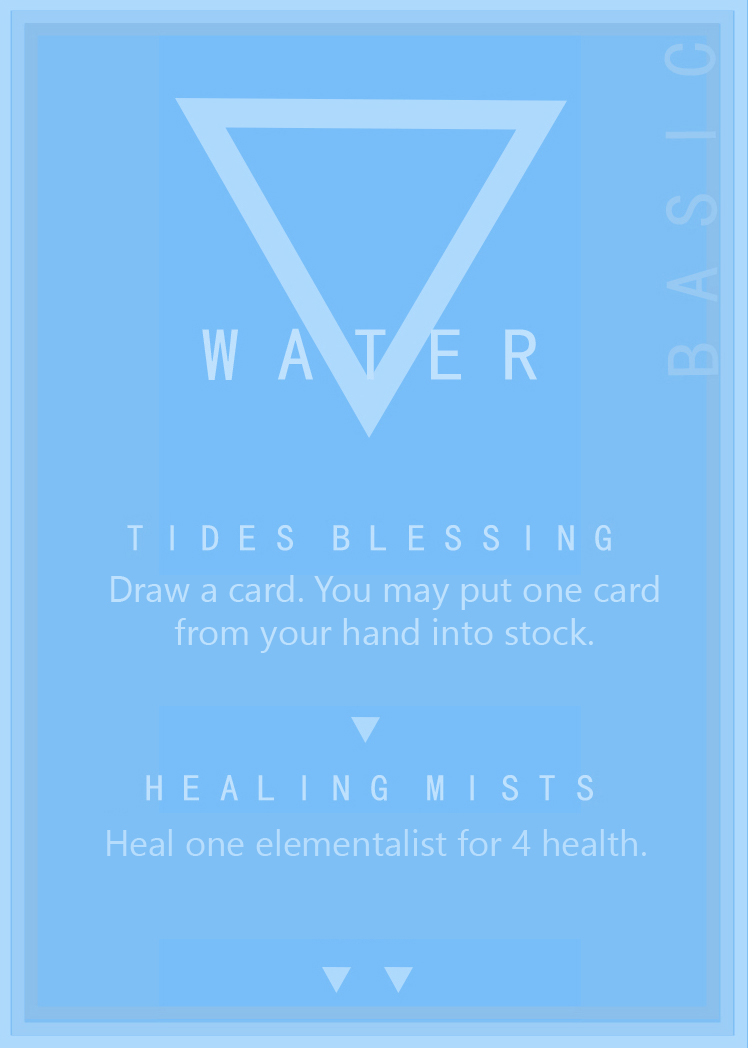 BASIC
WATER
TIDES BLESSING
Draw a card. You may put one card
from your hand into stock.
HEALING MISTS
Heal one elementalist for 4 health.